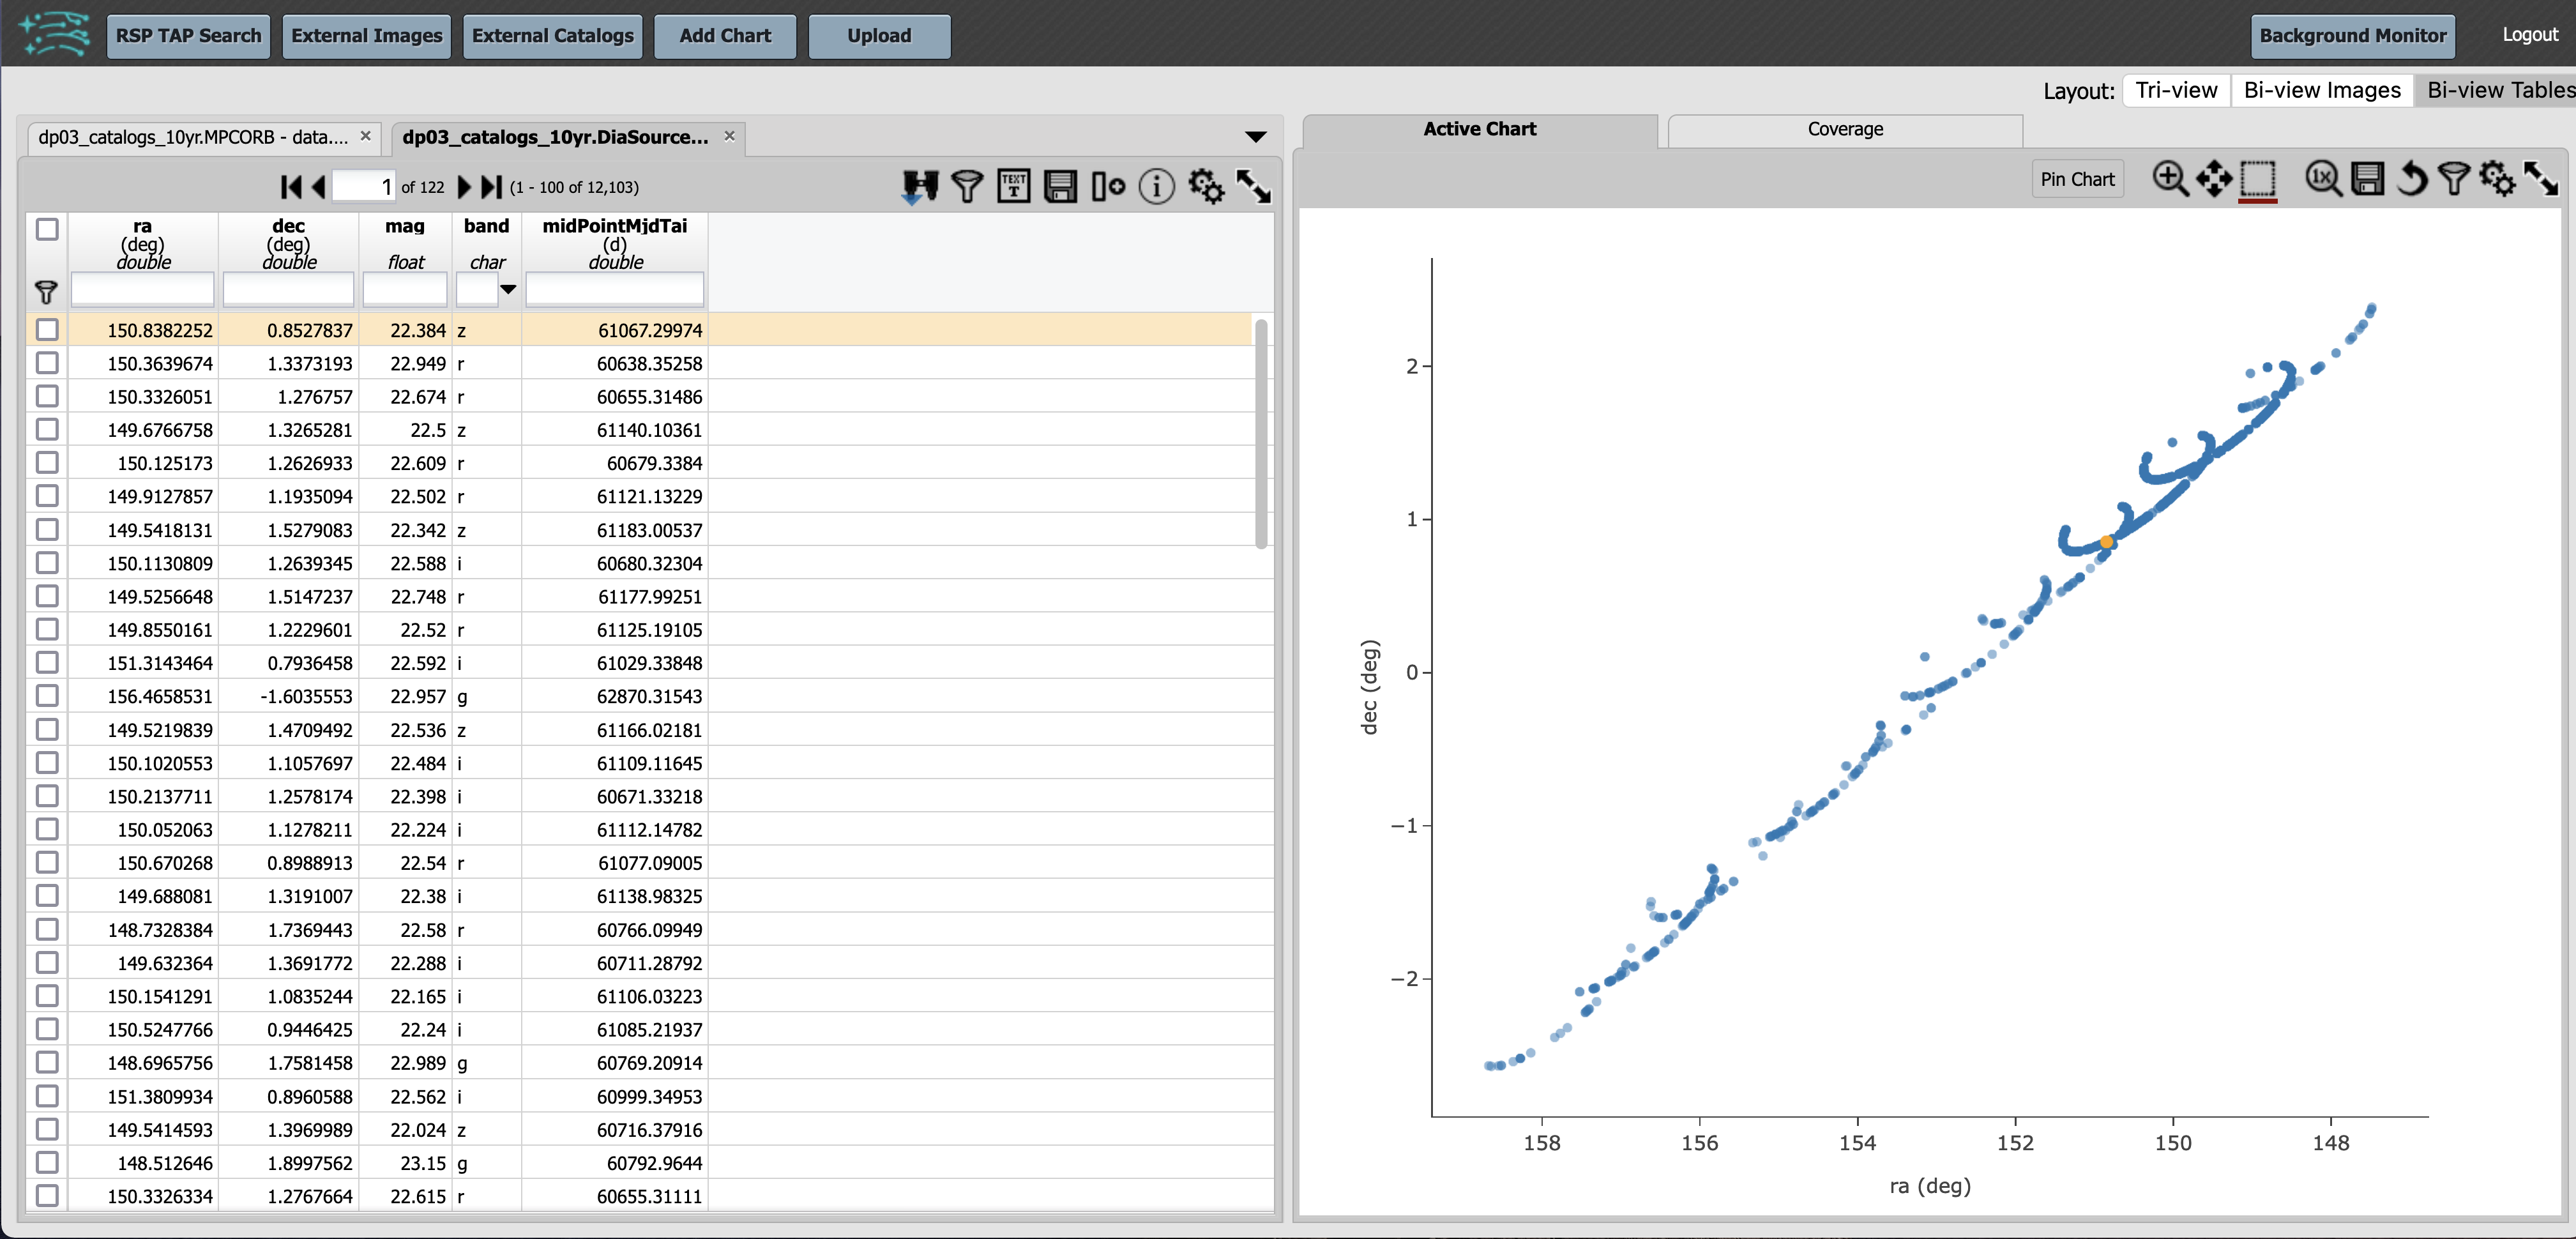 RSP TAP Search External Images External Catalogs Add Chart Upload Background Monitor Logout
Layout: Tri-view Bi-view Images Bi-view Tables
dp03_catalogs_10yr.MPCORB - data.... × dp03_catalogs_10yr.DiaSource... ×
1 of 122 (1 - 100 of 12,103)
TEXT T
ra dec mag band midPointMjdTai
(deg) (deg) (d)
double double float char double
150.8382252 0.8527837 22.384 z 61067.29974
150.3639674 1.3373193 22.949 r 60638.35258
150.3326051 1.276757 22.674 r 60655.31486
149.6766758 1.3265281 22.5 z 61140.10361
150.125173 1.2626933 22.609 r 60679.3384
149.9127857 1.1935094 22.502 r 61121.13229
149.5418131 1.5279083 22.342 z 61183.00537
150.1130809 1.2639345 22.588 i 60680.32304
149.5256648 1.5147237 22.748 r 61177.99251
149.8550161 1.2229601 22.52 r 61125.19105
151.3143464 0.7936458 22.592 i 61029.33848
156.4658531 -1.6035553 22.957 g 62870.31543
149.5219839 1.4709492 22.536 z 61166.02181
150.1020553 1.1057697 22.484 i 61109.11645
150.2137711 1.2578174 22.398 i 60671.33218
150.052063 1.1278211 22.224 i 61112.14782
150.670268 0.8988913 22.54 r 61077.09005
149.688081 1.3191007 22.38 i 61138.98325
148.7328384 1.7369443 22.58 r 60766.09949
149.632364 1.3691772 22.288 i 60711.28792
150.1541291 1.0835244 22.165 i 61106.03223
150.5247766 0.9446425 22.24 i 61085.21937
148.6965756 1.7581458 22.989 g 60769.20914
151.3809934 0.8960588 22.562 i 60999.34953
149.5414593 1.3969989 22.024 z 60716.37916
148.512646 1.8997562 23.15 g 60792.9644
150.3326334 1.2767664 22.615 r 60655.31111
Active Chart Coverage
Pin Chart 1x
2
1
0
−1
−2
dec (deg)
158 156 154 152 150 148
ra (deg)